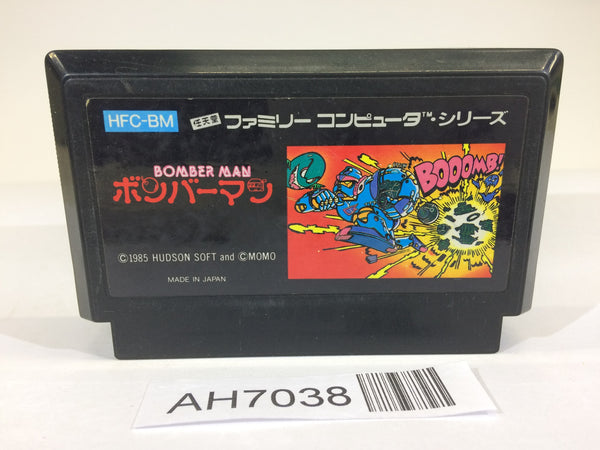 HFC-BM 任天堂 ファミリー コンピュータ™・シリーズ
BOMBER MAN
ボンバーマン
BOOOMB!
©1985 HUDSON SOFT and ©MOMO
MADE IN JAPAN
AH7038